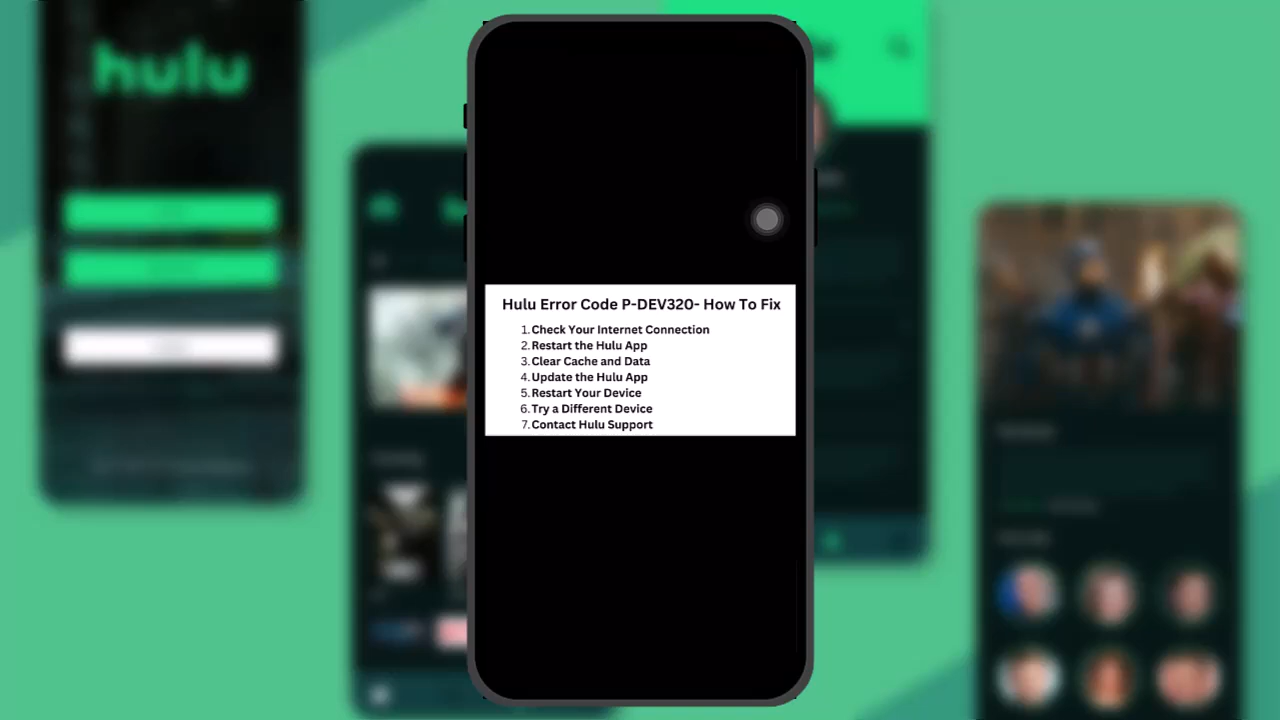 hulu
Hulu Error Code P-DEV320- How To Fix
1. Check Your Internet Connection
2. Restart the Hulu App
3. Clear Cache and Data
4. Update the Hulu App
5. Restart Your Device
6. Try a Different Device
7. Contact Hulu Support